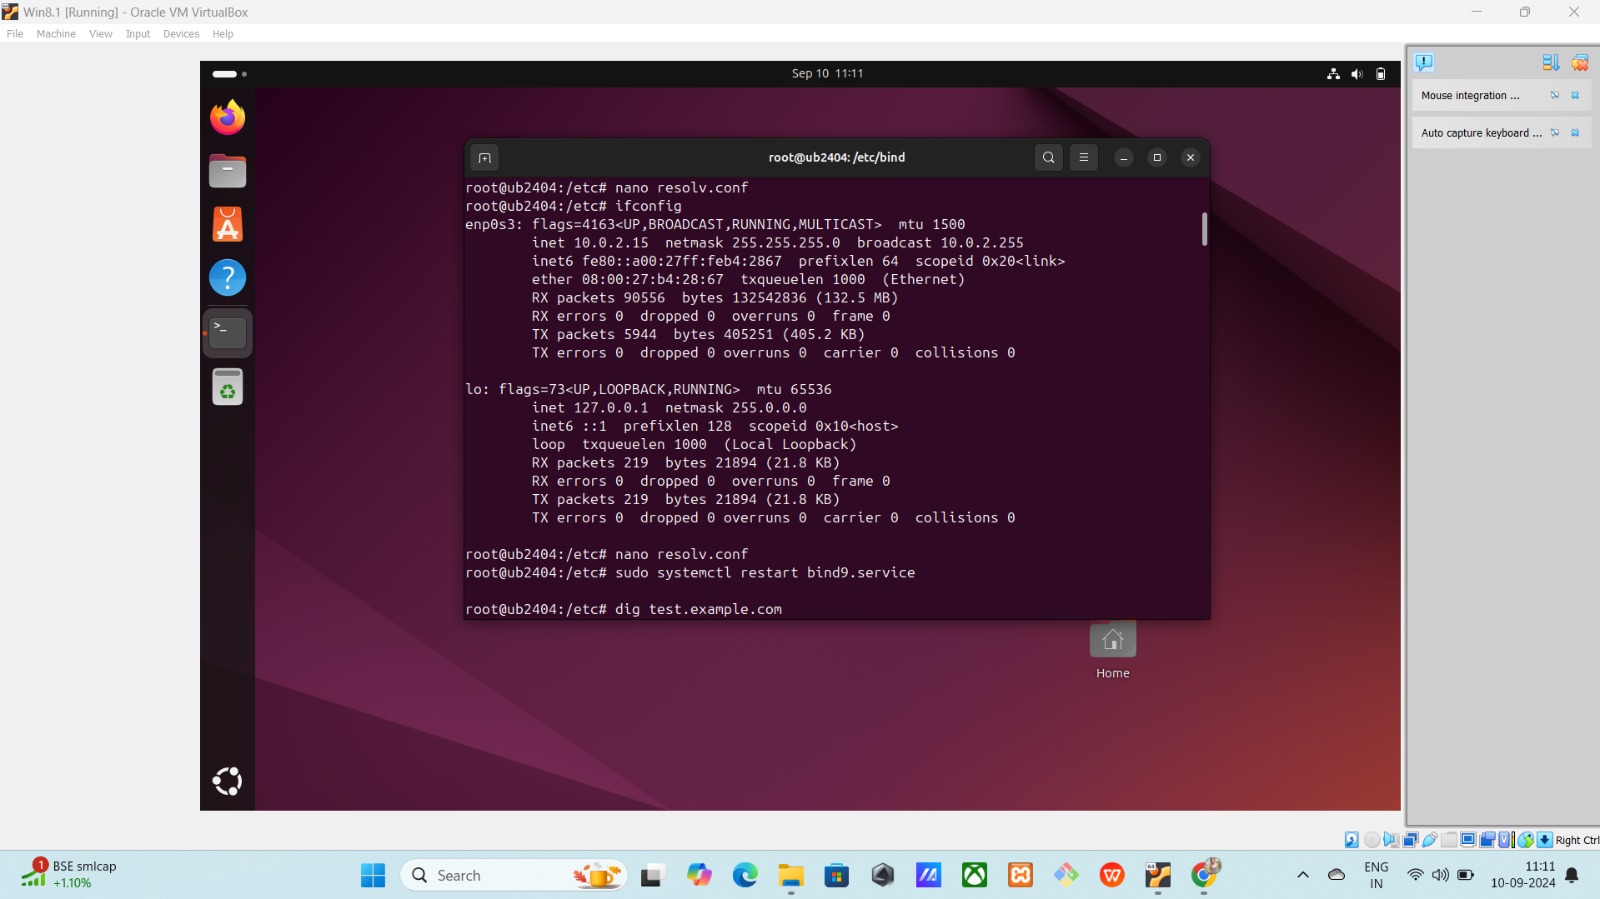 Win8.1 [Running] - Oracle VM VirtualBox
File Machine View Input Devices Help
Sep 10 11:11
Mouse integration ...
Auto capture keyboard ...
root@ub2404: /etc/bind
root@ub2404:/etc# nano resolv.conf
root@ub2404:/etc# ifconfig
enp0s3: flags=4163<UP,BROADCAST,RUNNING,MULTICAST>  mtu 1500
        inet 10.0.2.15  netmask 255.255.255.0  broadcast 10.0.2.255
        inet6 fe80::a00:27ff:feb4:2867  prefixlen 64  scopeid 0x20<link>
        ether 08:00:27:b4:28:67  txqueuelen 1000  (Ethernet)
        RX packets 90556  bytes 132542836 (132.5 MB)
        RX errors 0  dropped 0  overruns 0  frame 0
        TX packets 5944  bytes 405251 (405.2 KB)
        TX errors 0  dropped 0 overruns 0  carrier 0  collisions 0
lo: flags=73<UP,LOOPBACK,RUNNING>  mtu 65536
        inet 127.0.0.1  netmask 255.0.0.0
        inet6 ::1  prefixlen 128  scopeid 0x10<host>
        loop  txqueuelen 1000  (Local Loopback)
        RX packets 219  bytes 21894 (21.8 KB)
        RX errors 0  dropped 0  overruns 0  frame 0
        TX packets 219  bytes 21894 (21.8 KB)
        TX errors 0  dropped 0 overruns 0  carrier 0  collisions 0
root@ub2404:/etc# nano resolv.conf
root@ub2404:/etc# sudo systemctl restart bind9.service
root@ub2404:/etc# dig test.example.com
Home
Right Ctrl
1
BSE smlcap
+1.10%
Search
ENG
IN
11:11
10-09-2024